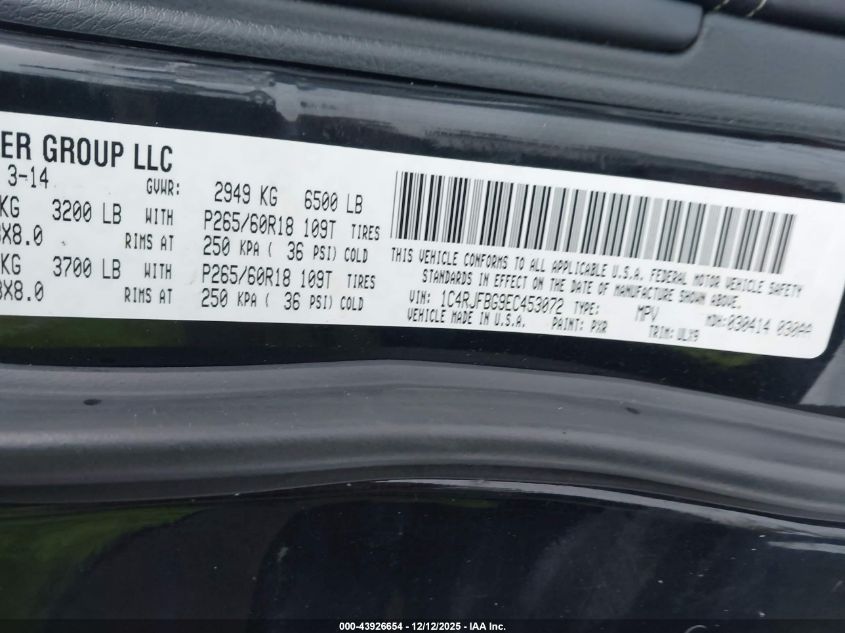 ER GROUP LLC
3-14 GVWR: 2949 KG 6500 LB
KG 3200 LB WITH P265/60R18 109T TIRES
X8.0 RIMS AT 250 KPA ( 36 PSI) COLD
KG 3700 LB WITH P265/60R18 109T TIRES
X8.0 RIMS AT 250 KPA ( 36 PSI) COLD
THIS VEHICLE CONFORMS TO ALL APPLICABLE U.S.A. FEDERAL MOTOR VEHICLE SAFETY
STANDARDS IN EFFECT ON THE DATE OF MANUFACTURE SHOWN ABOVE.
VIN: 1C4RJFBG9EC453072 TYPE: MPV MDH:030414 030AA
VEHICLE MADE IN U.S.A. PAINT: PXR TRIM: ULX9
000-43926654 - 12/12/2025 - IAA Inc.